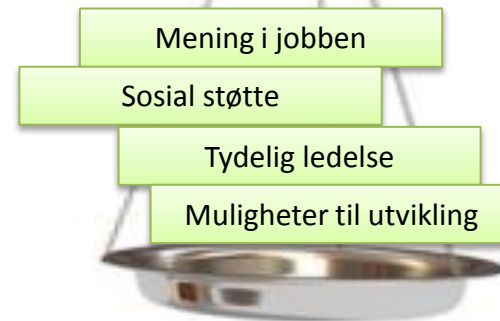 Mening i jobben
Sosial støtte
Tydelig ledelse
Muligheter til utvikling